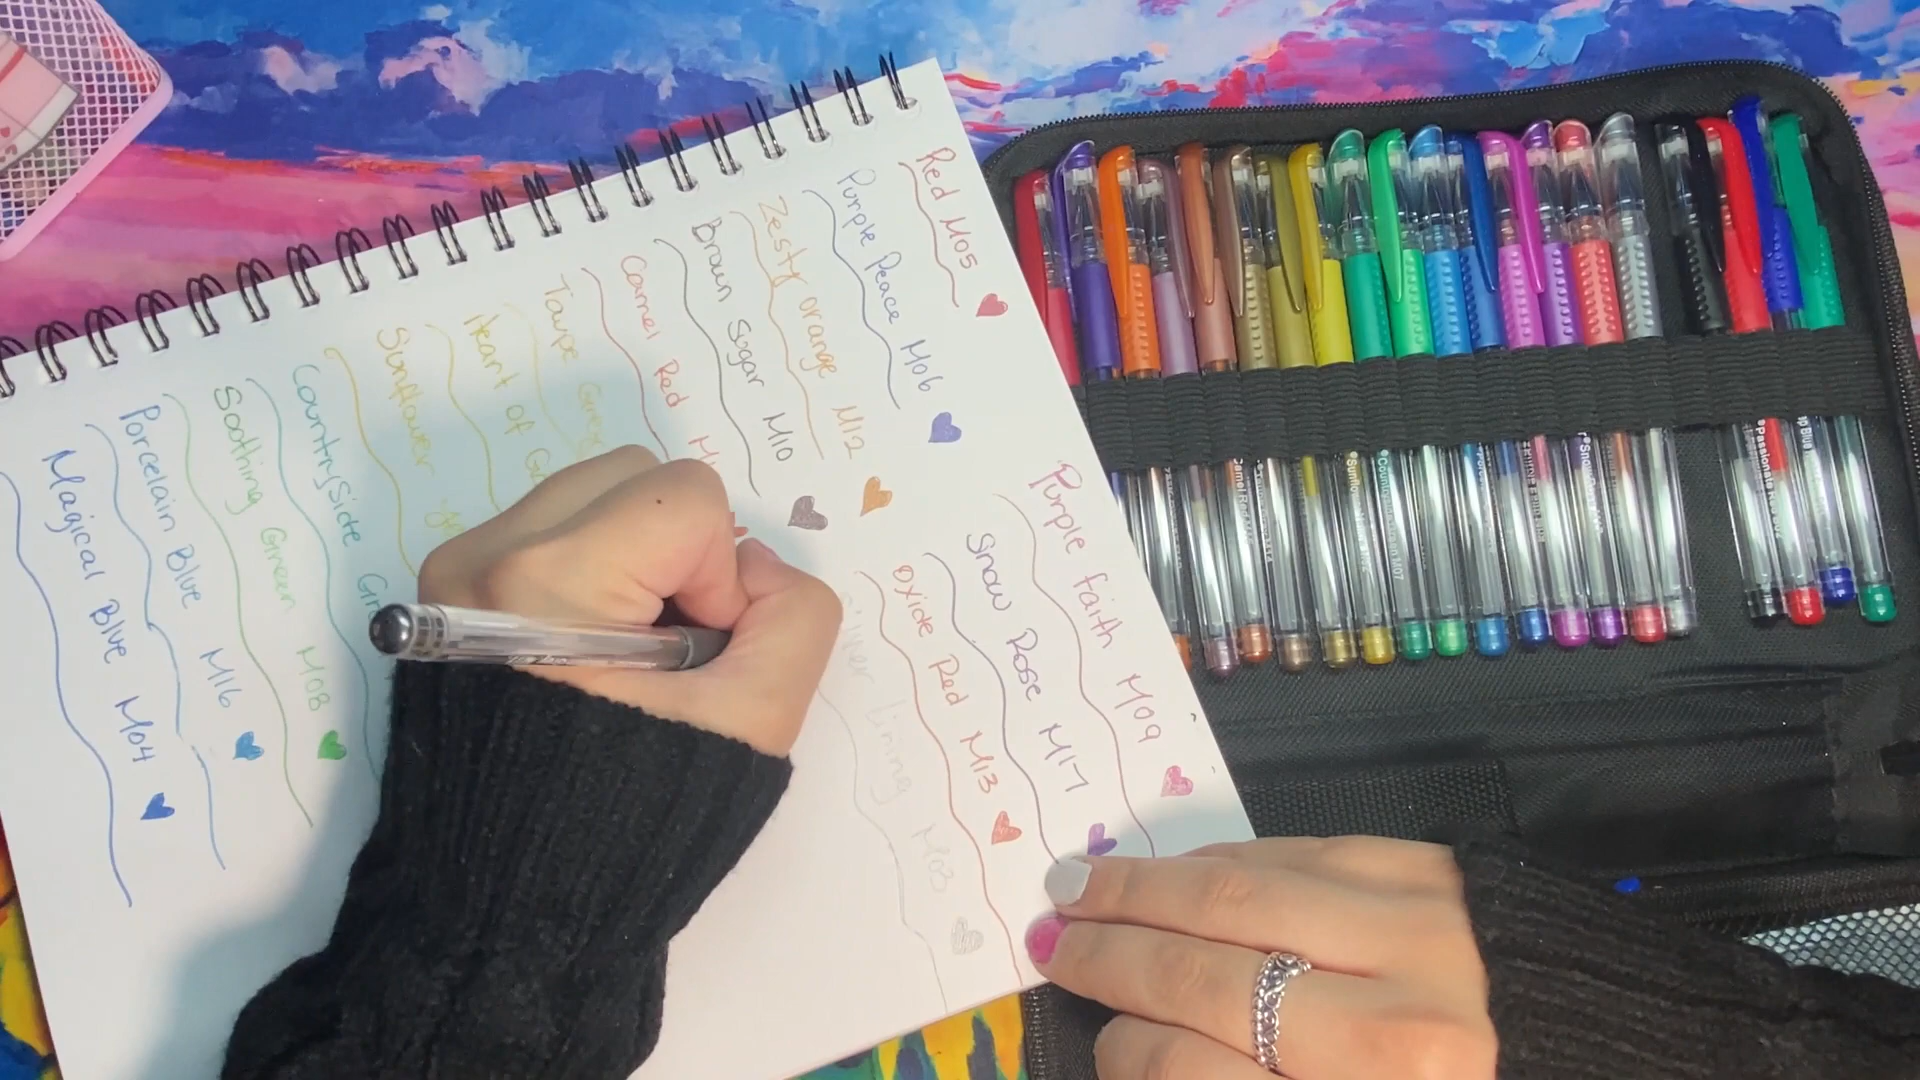 Red M05
Purple Peace M06
Zesty orange M12
Brown Sugar M10
Camel Red
Taupe Grey
Heart of
Sunflower
Countryside
Soothing Green M08
Porcelain Blue M16
Magical Blue M04
Purple faith M09
Snow Rose M17
Oxide Red M13
Silver lining M03